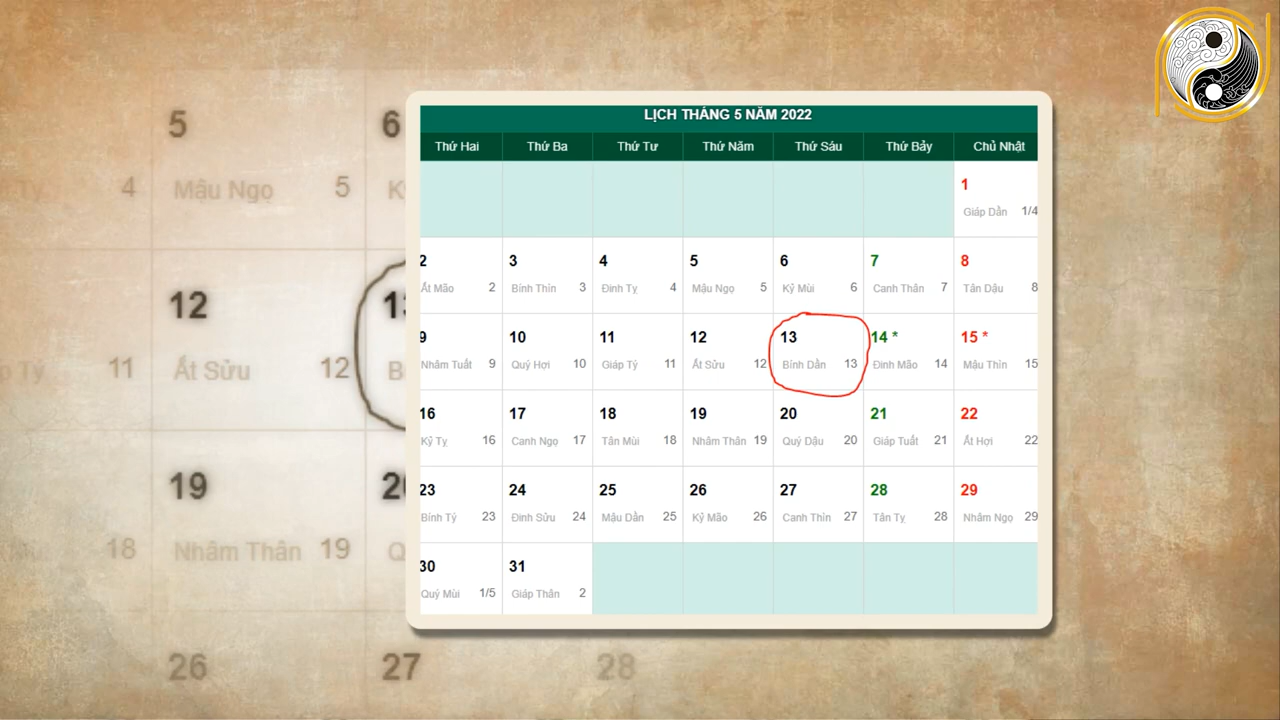 LỊCH THÁNG 5 NĂM 2022
Thứ Hai Thứ Ba Thứ Tư Thứ Năm Thứ Sáu Thứ Bảy Chủ Nhật
1
Giáp Dần 1/4
2 3 4 5 6 7 8
Ất Mão 2 Bính Thìn 3 Đinh Tỵ 4 Mậu Ngọ 5 Kỷ Mùi 6 Canh Thân 7 Tân Dậu 8
9 10 11 12 13 14 * 15 *
Nhâm Tuất 9 Quý Hợi 10 Giáp Tý 11 Ất Sửu 12 Bính Dần 13 Đinh Mão 14 Mậu Thìn 15
16 17 18 19 20 21 22
Kỷ Tỵ 16 Canh Ngọ 17 Tân Mùi 18 Nhâm Thân 19 Quý Dậu 20 Giáp Tuất 21 Ất Hợi 22
23 24 25 26 27 28 29
Bính Tý 23 Đinh Sửu 24 Mậu Dần 25 Kỷ Mão 26 Canh Thìn 27 Tân Tỵ 28 Nhâm Ngọ 29
30 31
Quý Mùi 1/5 Giáp Thân 2
5 6
4 Mậu Ngọ 5 K
12
11 Ất Sửu 12 B
19
18 Nhâm Thân 19
26 27 28